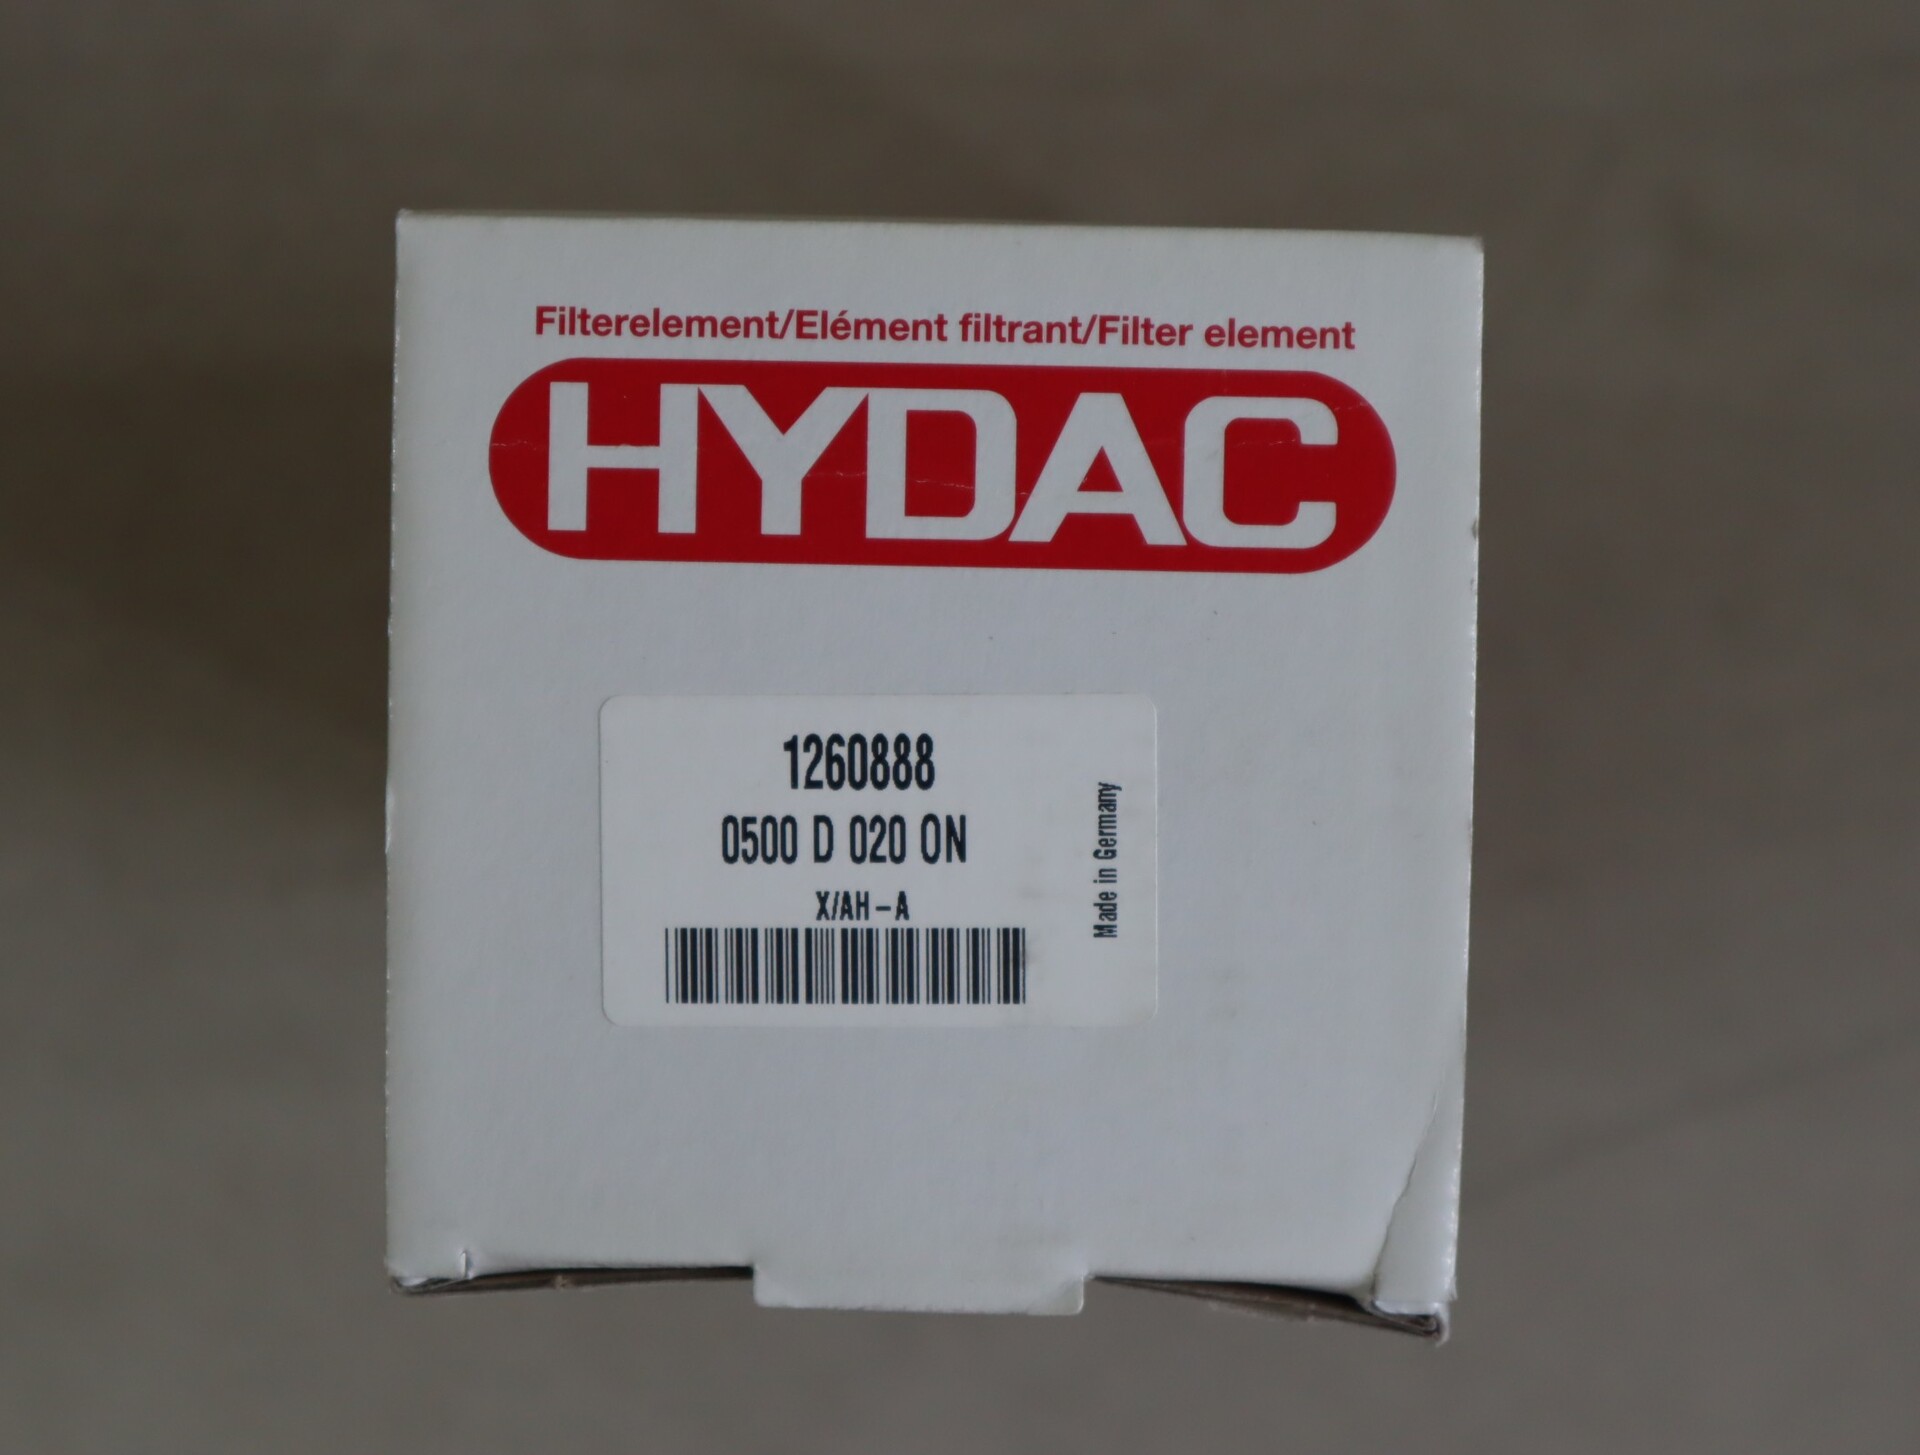 Filterelement/Elément filtrant/Filter element
HYDAC
1260888
0500 D 020 ON
X/AH-A
Made in Germany